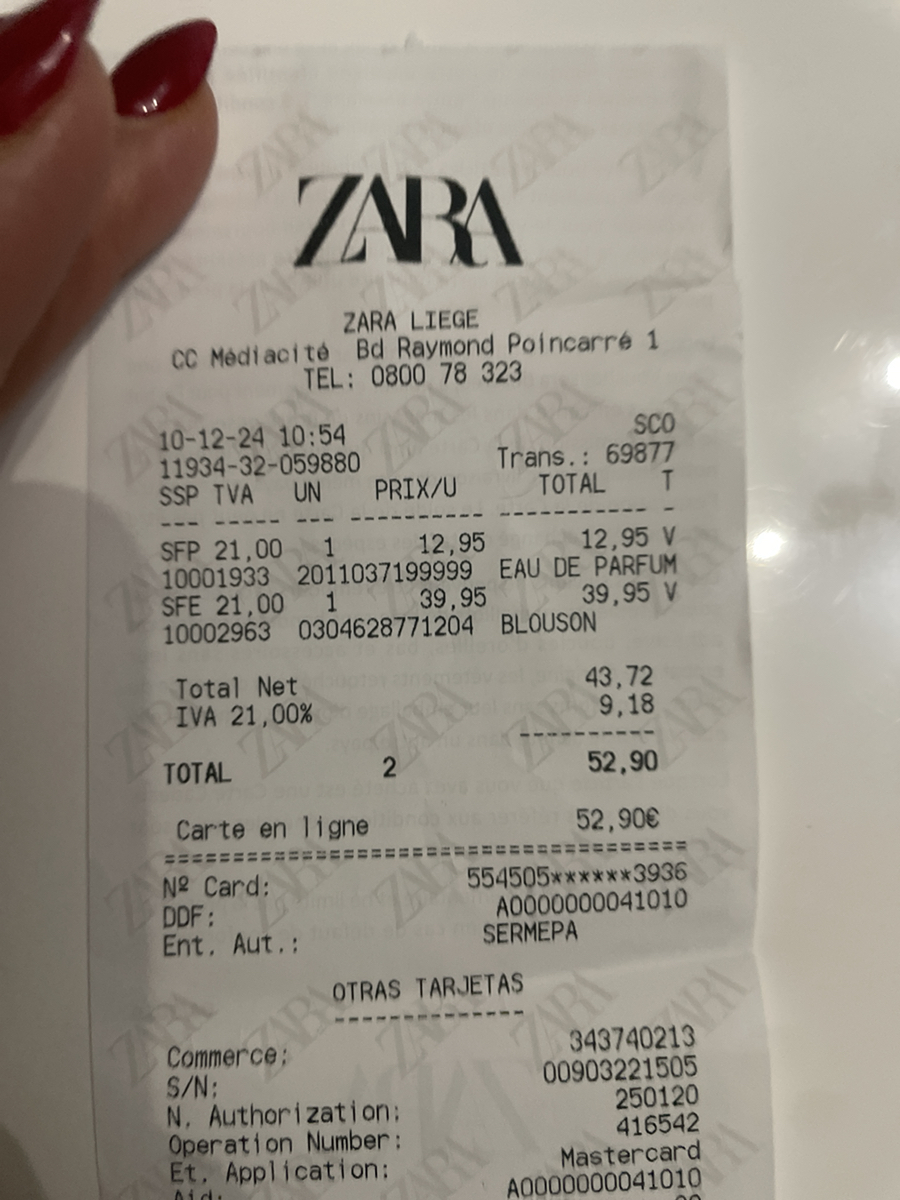 ZARA
ZARA LIEGE
CC Médiacité Bd Raymond Poincarré 1
TEL: 0800 78 323
10-12-24 10:54 SCO
11934-32-059880 Trans.: 69877
SSP TVA UN PRIX/U TOTAL T
--- ----- --- ---------- ----------- -
SFP 21,00 1 12,95 12,95 V
10001933 2011037199999 EAU DE PARFUM
SFE 21,00 1 39,95 39,95 V
10002963 0304628771204 BLOUSON
Total Net 43,72
IVA 21,00% 9,18
----------
TOTAL 2 52,90
Carte en ligne 52,90€
======================================
Nº Card: 554505******3936
DDF: A0000000041010
Ent. Aut.: SERMEPA
OTRAS TARJETAS
--------------
Commerce: 343740213
S/N: 00903221505
N. Authorization: 250120
Operation Number: 416542
Et. Application: Mastercard
Aid: A0000000041010